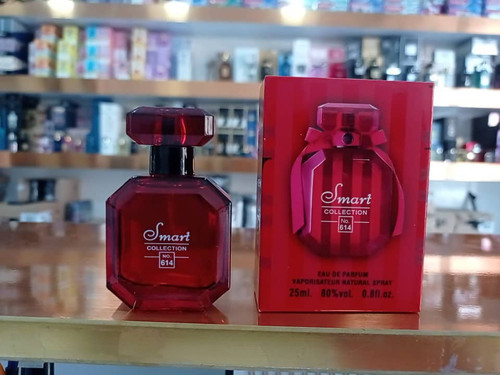 Smart
COLLECTION
NO.
614
Smart
COLLECTION
No.
614
EAU DE PARFUM
VAPORISATEUR NATURAL SPRAY
25ml. 80%vol. 0.8fl.oz.